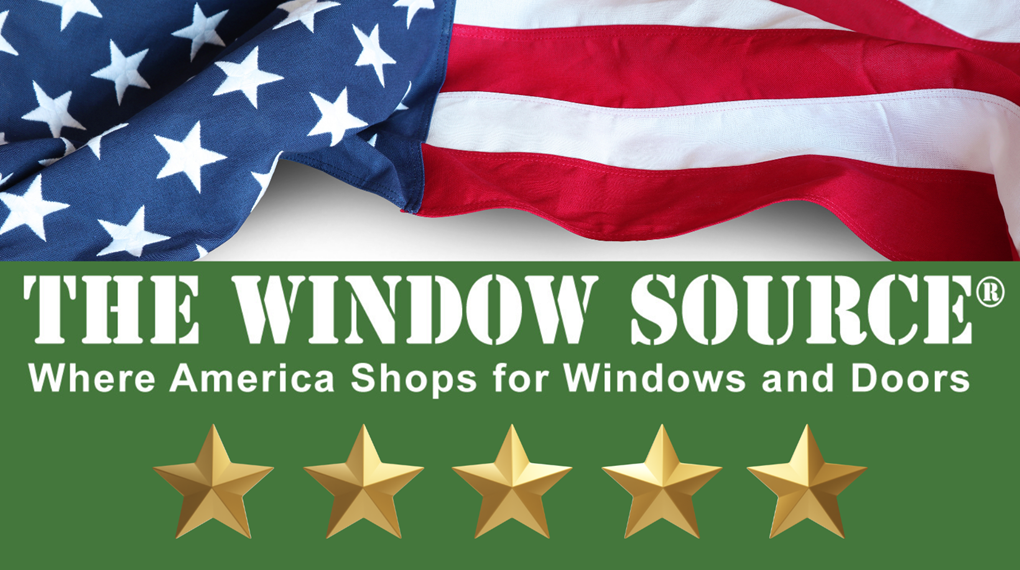 THE WINDOW SOURCE®
Where America Shops for Windows and Doors